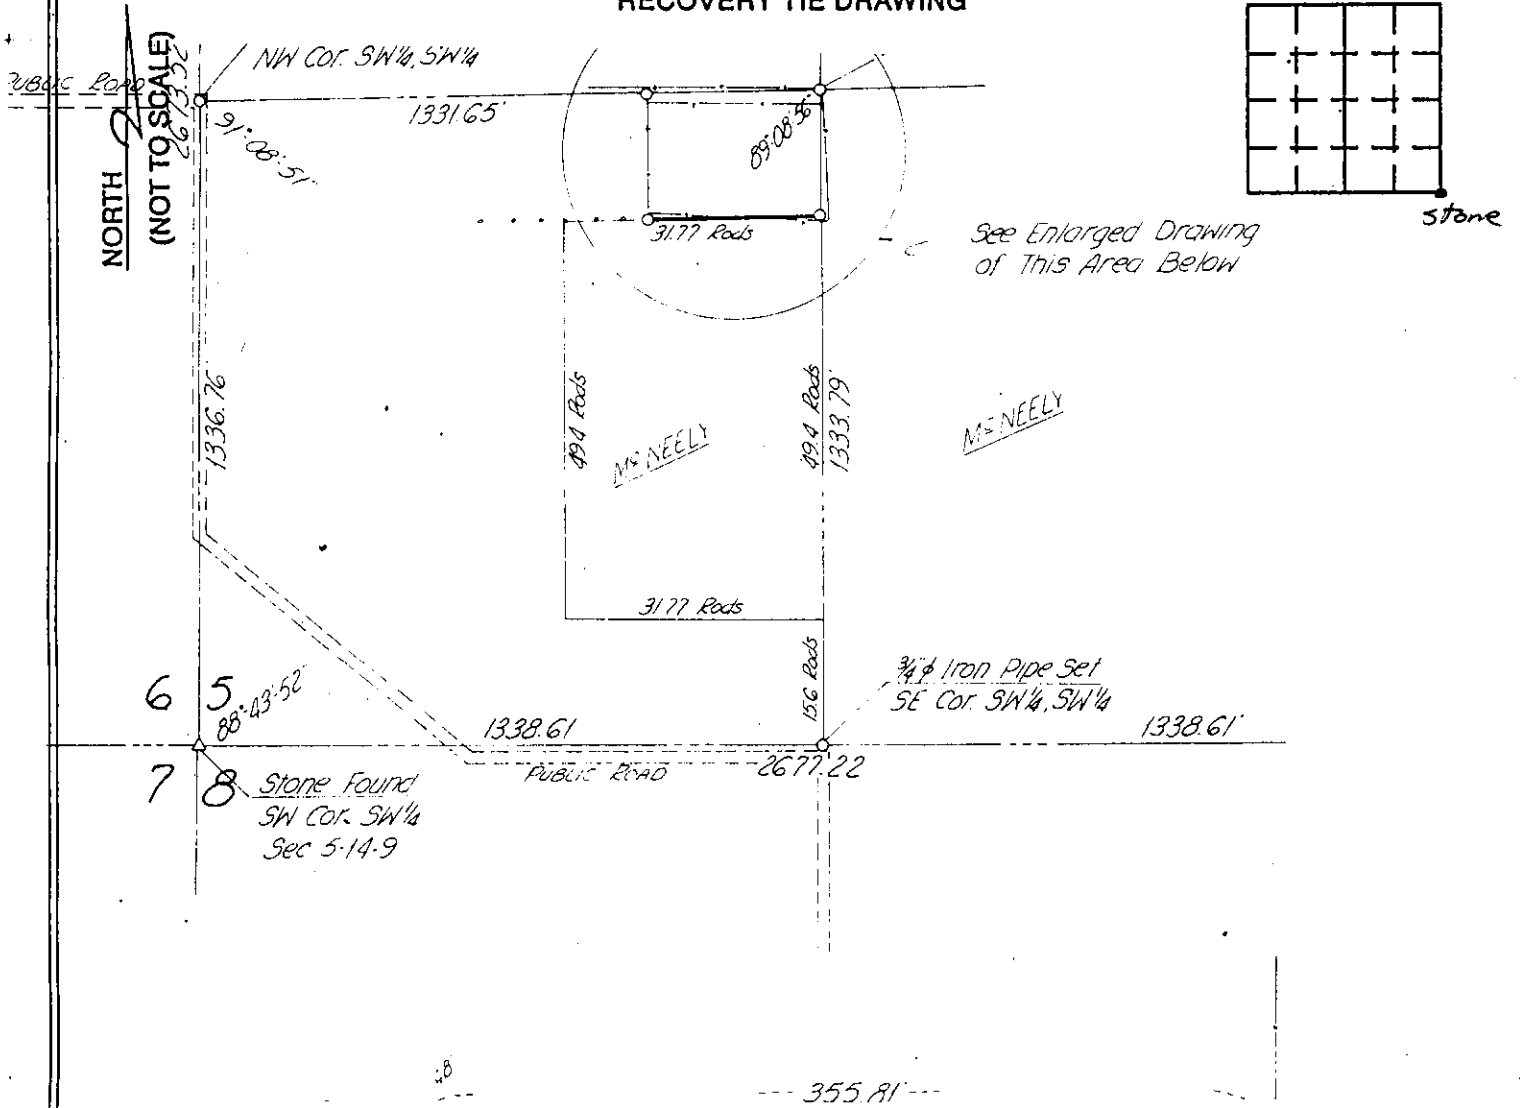 RECOVERY TIE DRAWING
NORTH
(NOT TO SCALE)
PUBLIC ROAD
2673.52
NW Cor. SW¼, SW¼
1331.65'
91°08'51"
89°08'56"
31.77 Rods
stone
See Enlarged Drawing
of This Area Below
1336.76
49.4 Rods
McNEELY
49.4 Rods
1333.79'
McNEELY
31.77 Rods
15.6 Rods
¾"ϕ Iron Pipe Set
SE Cor. SW¼, SW¼
6 5
88°43'52"
1338.61
1338.61'
7 8
PUBLIC ROAD
2677.22
Stone Found
SW Cor. SW¼
Sec 5-14-9
355.81'